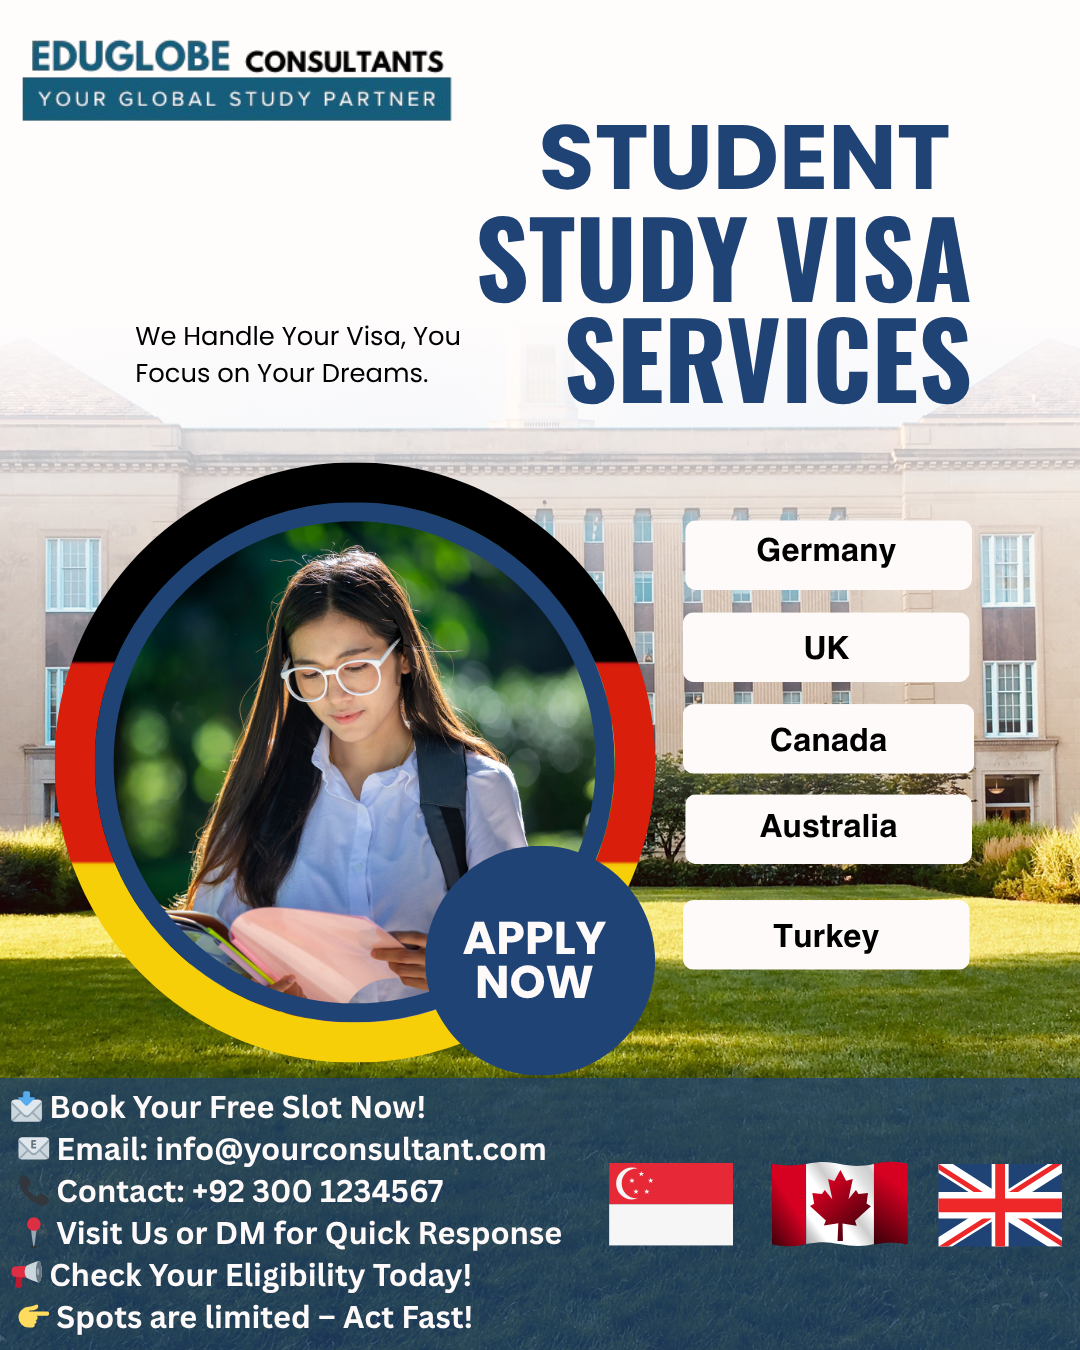 EDUGLOBE CONSULTANTS
YOUR GLOBAL STUDY PARTNER
STUDENT
STUDY VISA
SERVICES
We Handle Your Visa, You
Focus on Your Dreams.
Germany
UK
Canada
Australia
Turkey
APPLY
NOW
📩 Book Your Free Slot Now!
📧 Email: info@yourconsultant.com
📞 Contact: +92 300 1234567
📍 Visit Us or DM for Quick Response
📢 Check Your Eligibility Today!
👉 Spots are limited – Act Fast!